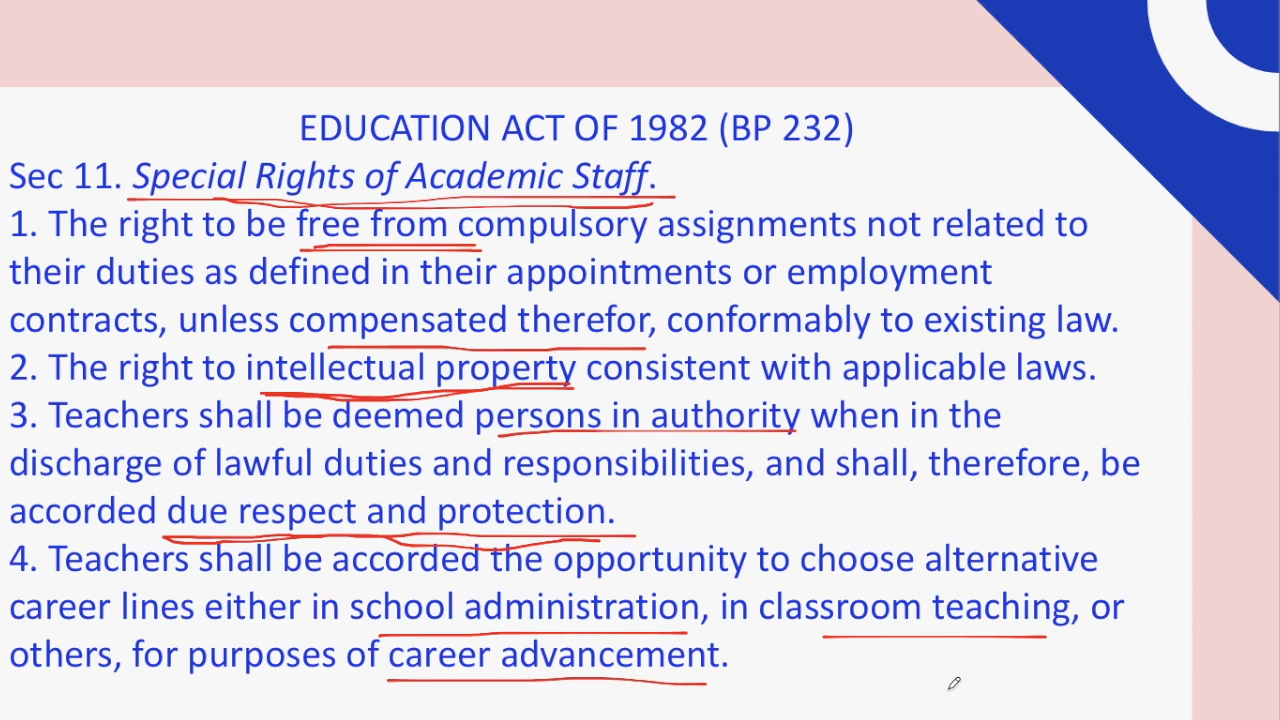 EDUCATION ACT OF 1982 (BP 232)
Sec 11. Special Rights of Academic Staff.
1. The right to be free from compulsory assignments not related to
their duties as defined in their appointments or employment
contracts, unless compensated therefor, conformably to existing law.
2. The right to intellectual property consistent with applicable laws.
3. Teachers shall be deemed persons in authority when in the
discharge of lawful duties and responsibilities, and shall, therefore, be
accorded due respect and protection.
4. Teachers shall be accorded the opportunity to choose alternative
career lines either in school administration, in classroom teaching, or
others, for purposes of career advancement.